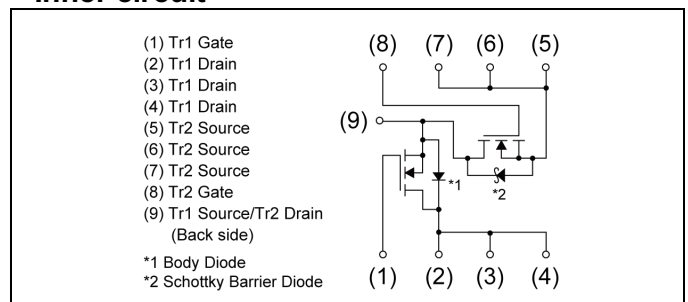 (1) Tr1 Gate
(2) Tr1 Drain
(3) Tr1 Drain
(4) Tr1 Drain
(5) Tr2 Source
(6) Tr2 Source
(7) Tr2 Source
(8) Tr2 Gate
(9) Tr1 Source/Tr2 Drain
(Back side)
*1 Body Diode
*2 Schottky Barrier Diode
(8) (7) (6) (5)
(9)
*1
*2
(1) (2) (3) (4)